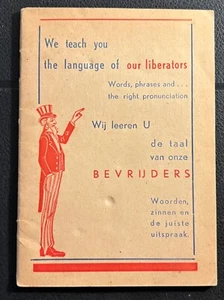 We teach you
the language of our liberators
Words, phrases and...
the right pronunciation
Wij leeren U
de taal
van onze
BEVRIJDERS
Woorden,
zinnen en
de juiste
uitspraak.